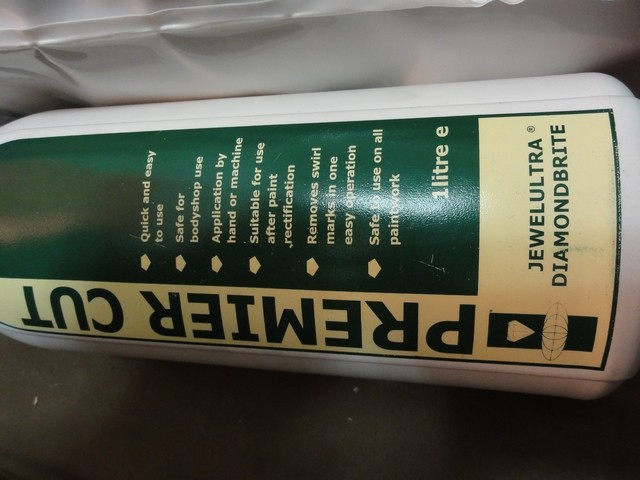 PREMIER CUT
Quick and easy
to use
Safe for
bodyshop use
Application by
hand or machine
Suitable for use
after paint
rectification
Removes swirl
marks in one
easy operation
Safe to use on all
paintwork
1litre e
JEWELULTRA®
DIAMONDBRITE